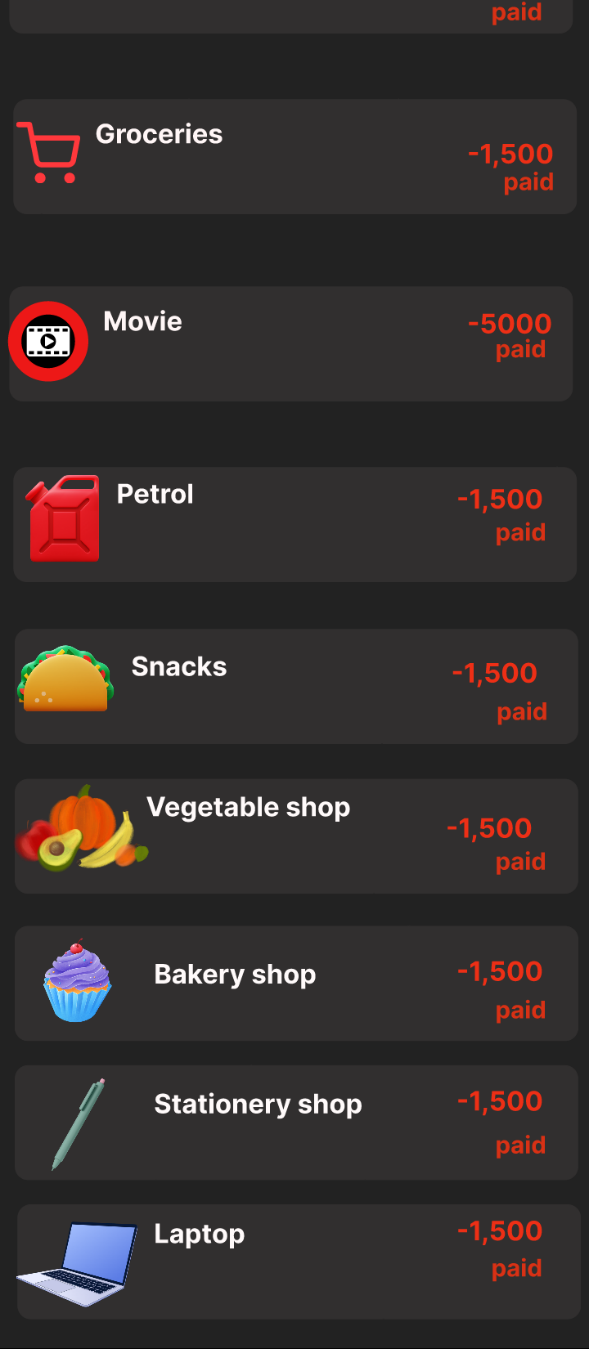 paid
Groceries
-1,500
paid
Movie
-5000
paid
Petrol
-1,500
paid
Snacks
-1,500
paid
Vegetable shop
-1,500
paid
Bakery shop
-1,500
paid
Stationery shop
-1,500
paid
Laptop
-1,500
paid